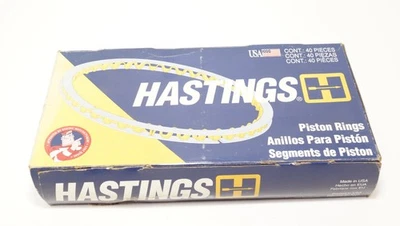 USA
CONT.: 40 PIECES
CONT.: 40 PIEZAS
CONT.: 40 PIÈCES
HASTINGS
Piston Rings
Anillos Para Pistón
Segments de Piston
HASTINGS
Made in USA